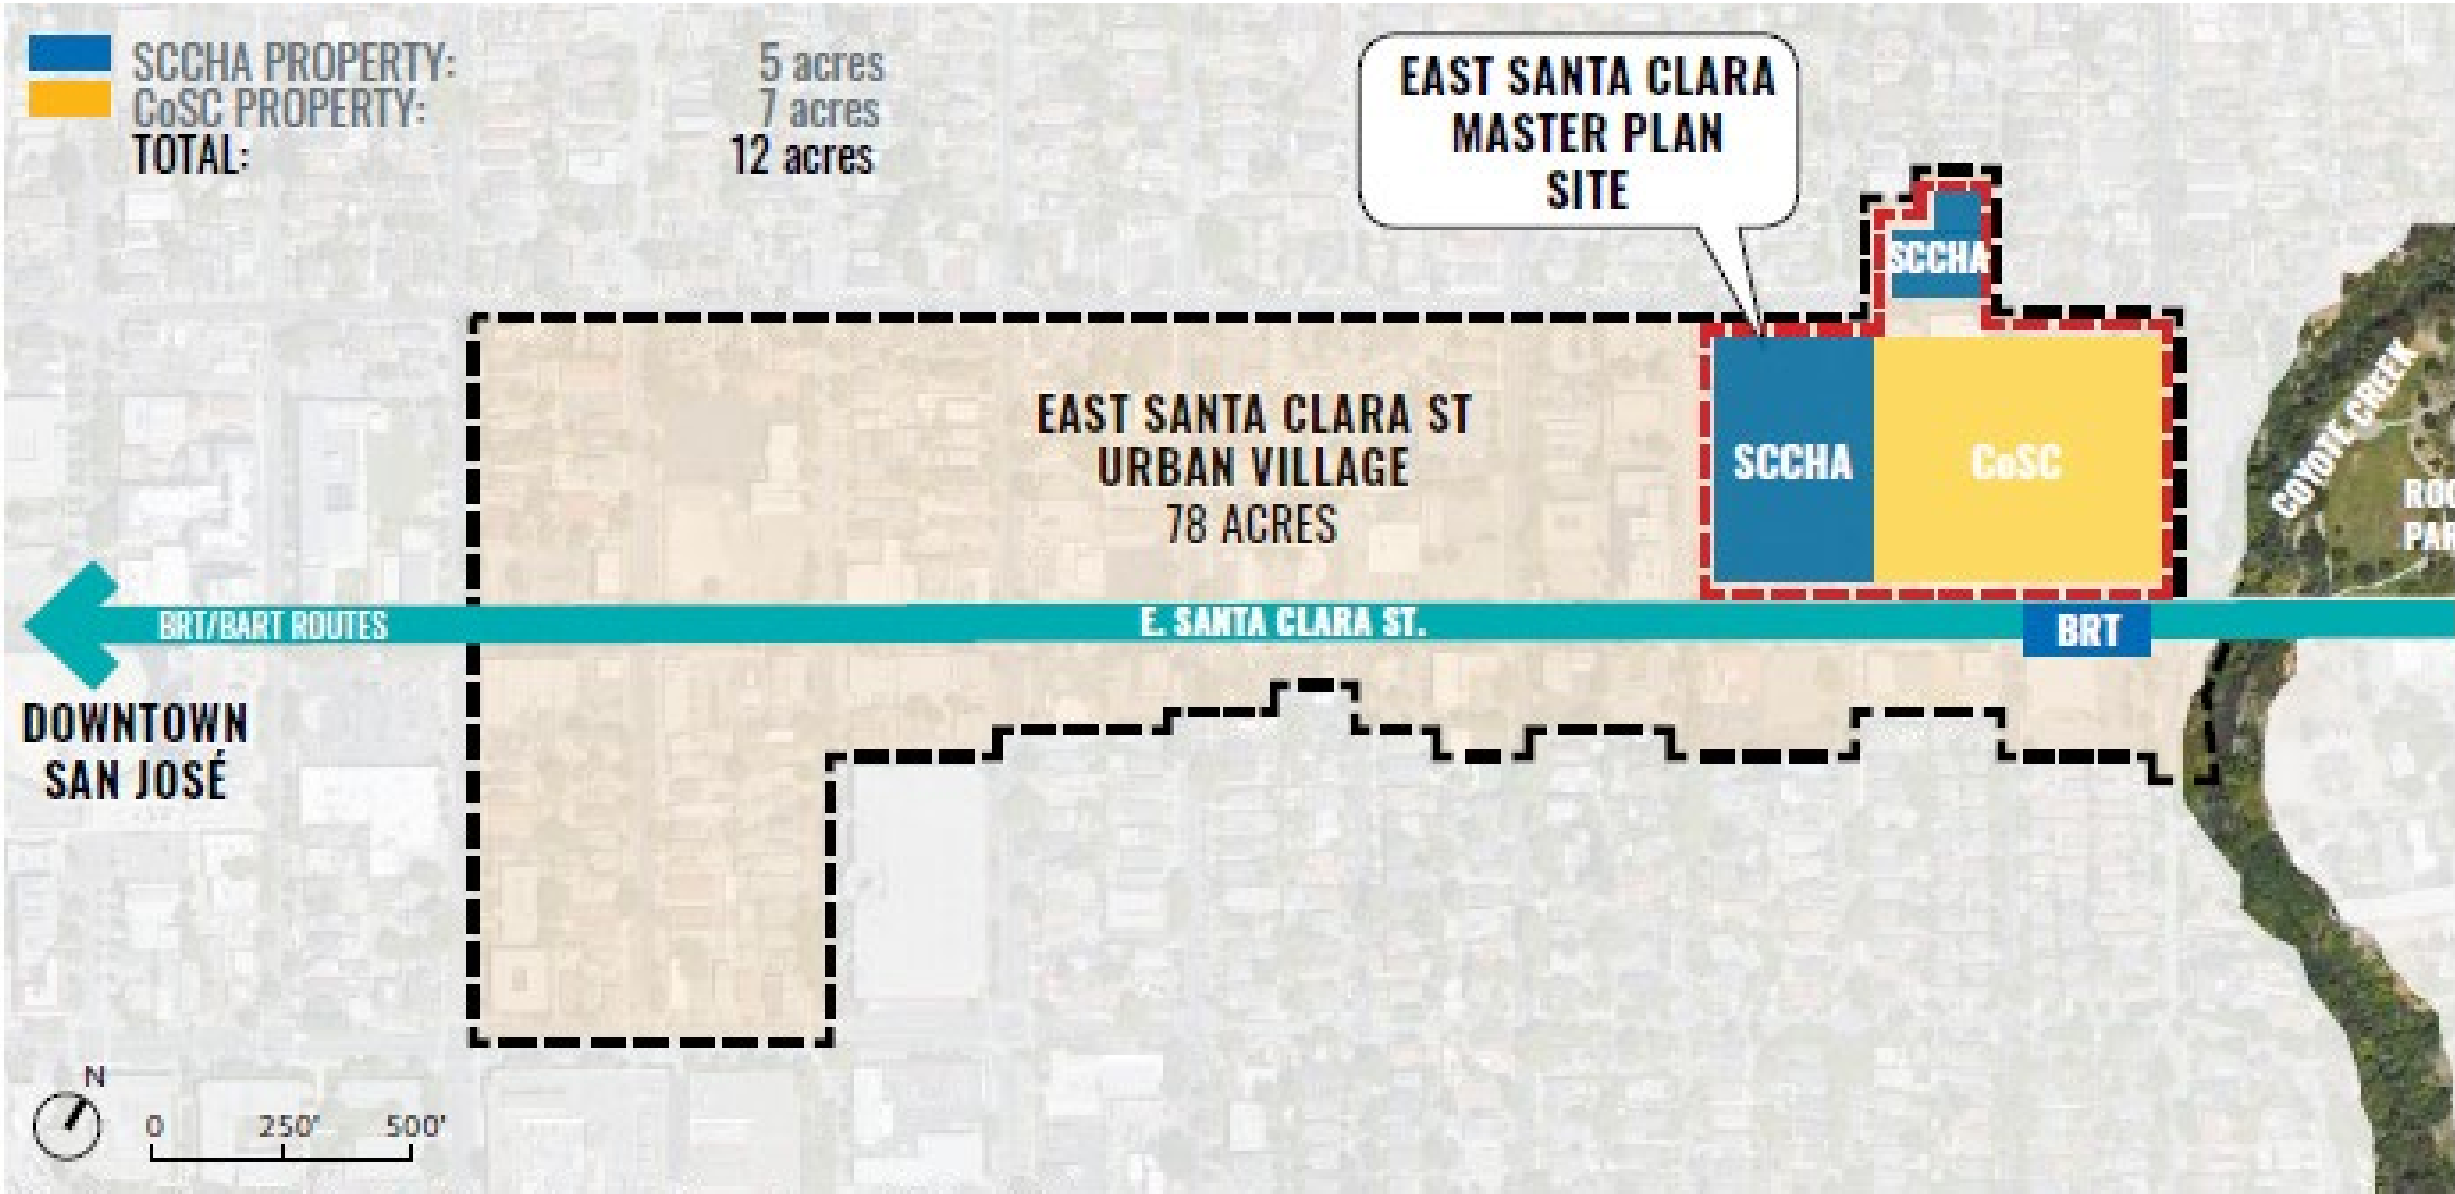 SCCHA PROPERTY: 5 acres
CoSC PROPERTY: 7 acres
TOTAL: 12 acres
EAST SANTA CLARA
MASTER PLAN
SITE
SCCHA
EAST SANTA CLARA ST
URBAN VILLAGE
78 ACRES
SCCHA
CoSC
COYOTE CREEK
BRT/BART ROUTES
E. SANTA CLARA ST.
BRT
DOWNTOWN
SAN JOSÉ
N
0 250' 500'